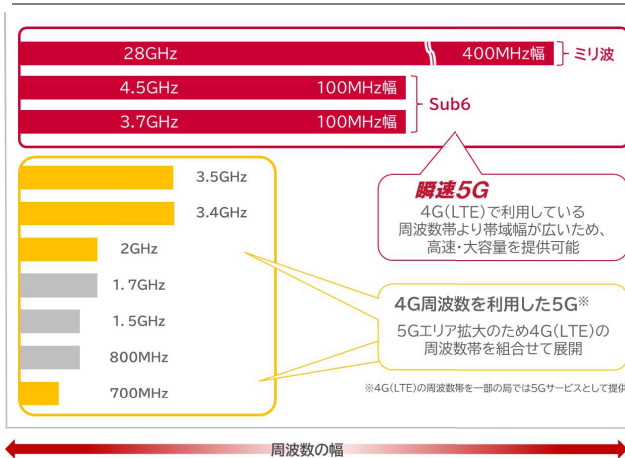 28GHz 400MHz幅 ミリ波
4.5GHz 100MHz幅
Sub6
3.7GHz 100MHz幅
3.5GHz
3.4GHz
2GHz
1.7GHz
1.5GHz
800MHz
700MHz
瞬速5G
4G(LTE)で利用している
周波数帯より帯域幅が広いため、
高速・大容量を提供可能
4G周波数を利用した5G※
5Gエリア拡大のため4G(LTE)の
周波数帯を組合せて展開
※4G(LTE)の周波数帯を一部の局では5Gサービスとして提供
周波数の幅